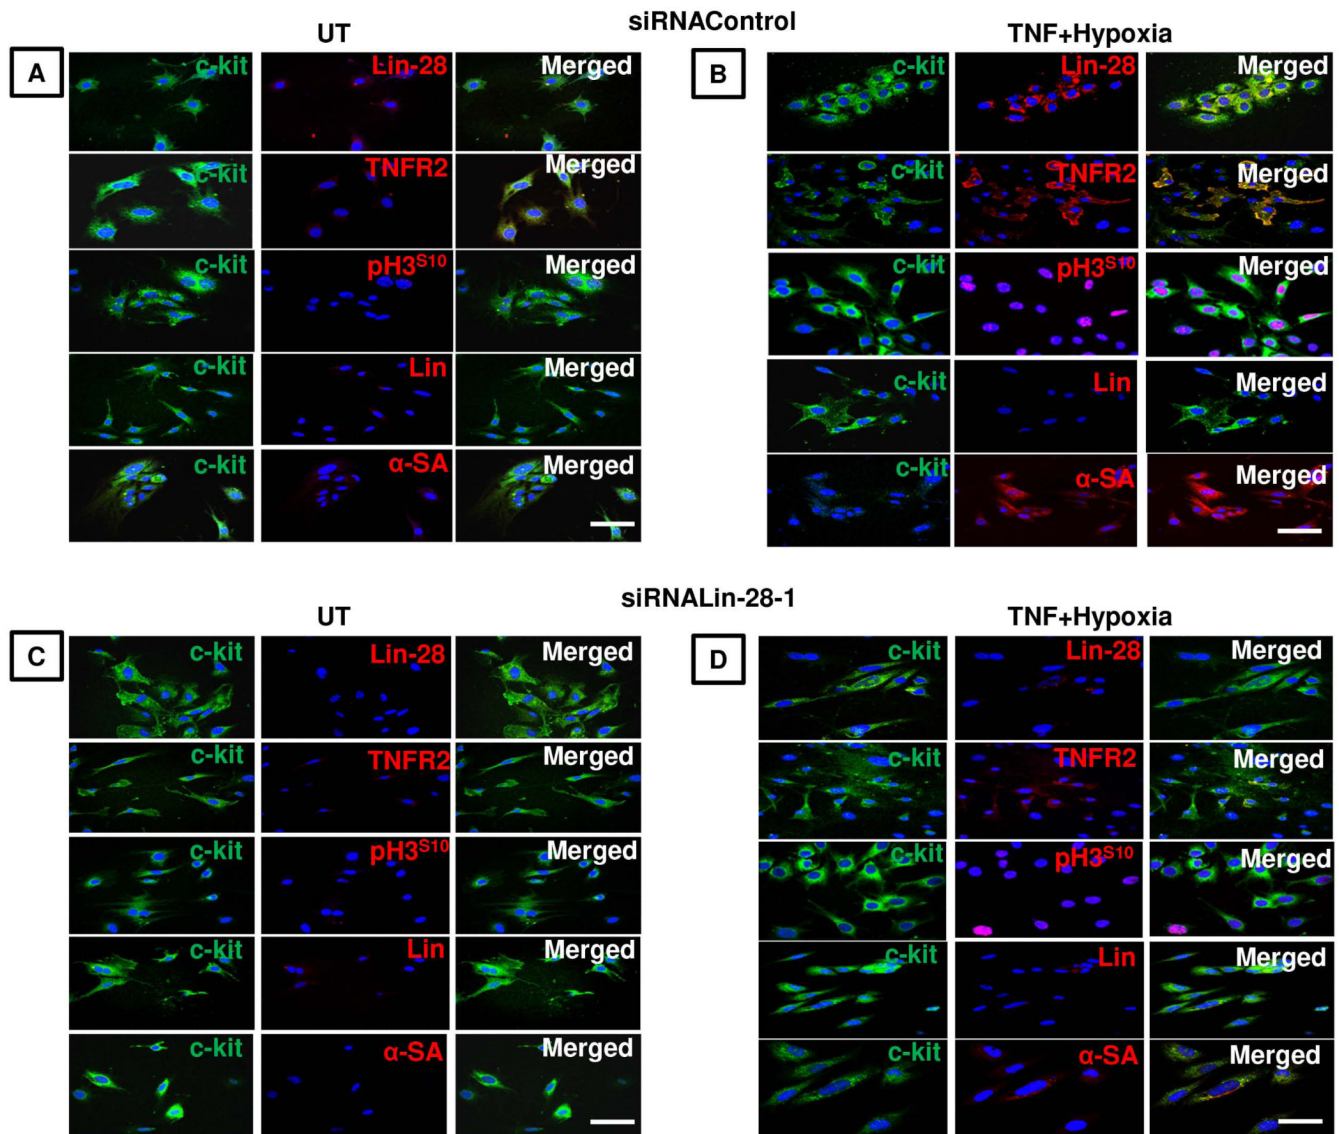 siRNAControl
UT
TNF+Hypoxia
A
c-kit
Lin-28
Merged
c-kit
TNFR2
Merged
c-kit
pH3S10
Merged
c-kit
Lin
Merged
c-kit
α-SA
Merged
B
c-kit
Lin-28
Merged
c-kit
TNFR2
Merged
c-kit
pH3S10
Merged
c-kit
Lin
Merged
c-kit
α-SA
Merged
siRNALin-28-1
UT
TNF+Hypoxia
C
c-kit
Lin-28
Merged
c-kit
TNFR2
Merged
c-kit
pH3S10
Merged
c-kit
Lin
Merged
c-kit
α-SA
Merged
D
c-kit
Lin-28
Merged
c-kit
TNFR2
Merged
c-kit
pH3S10
Merged
c-kit
Lin
Merged
c-kit
α-SA
Merged